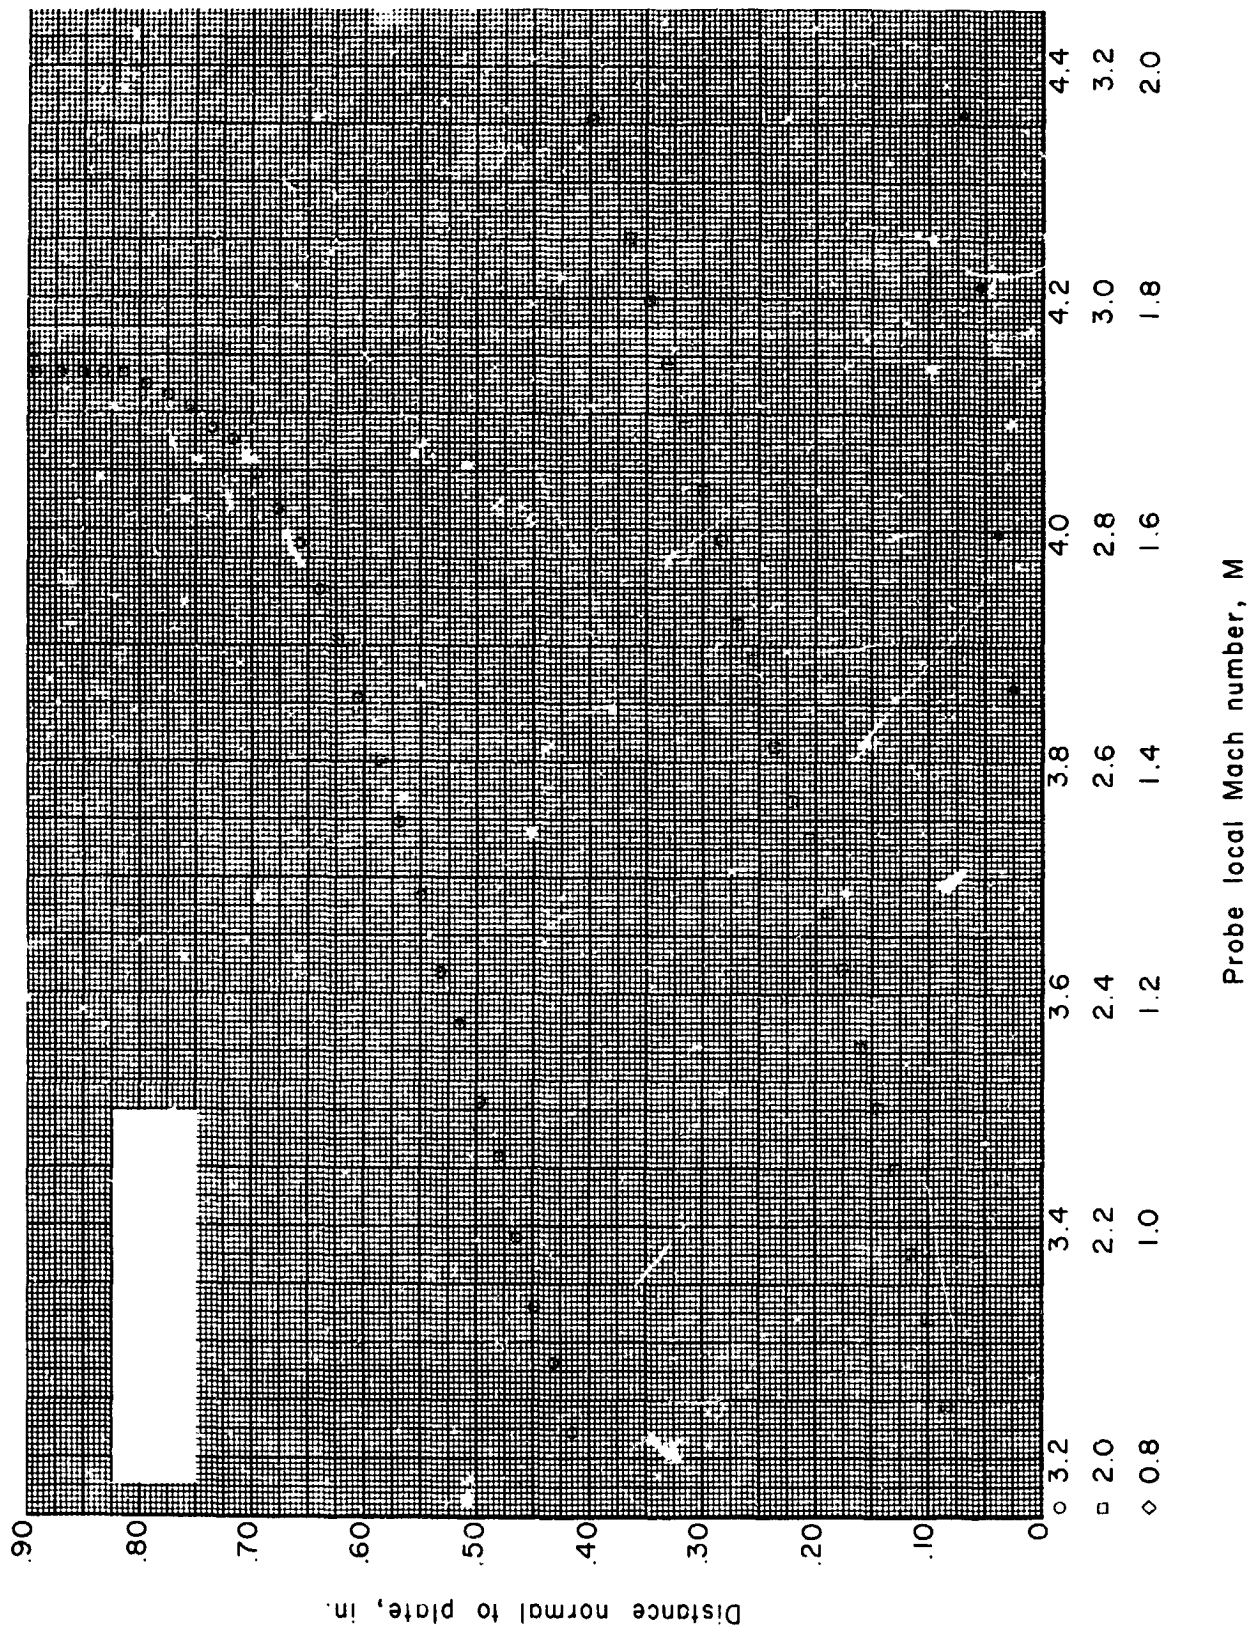 Distance normal to plate, in.
.90
.80
.70
.60
.50
.40
.30
.20
.10
0
○ 3.2 3.4 3.6 3.8 4.0 4.2 4.4
□ 2.0 2.2 2.4 2.6 2.8 3.0 3.2
◇ 0.8 1.0 1.2 1.4 1.6 1.8 2.0
Probe local Mach number, M